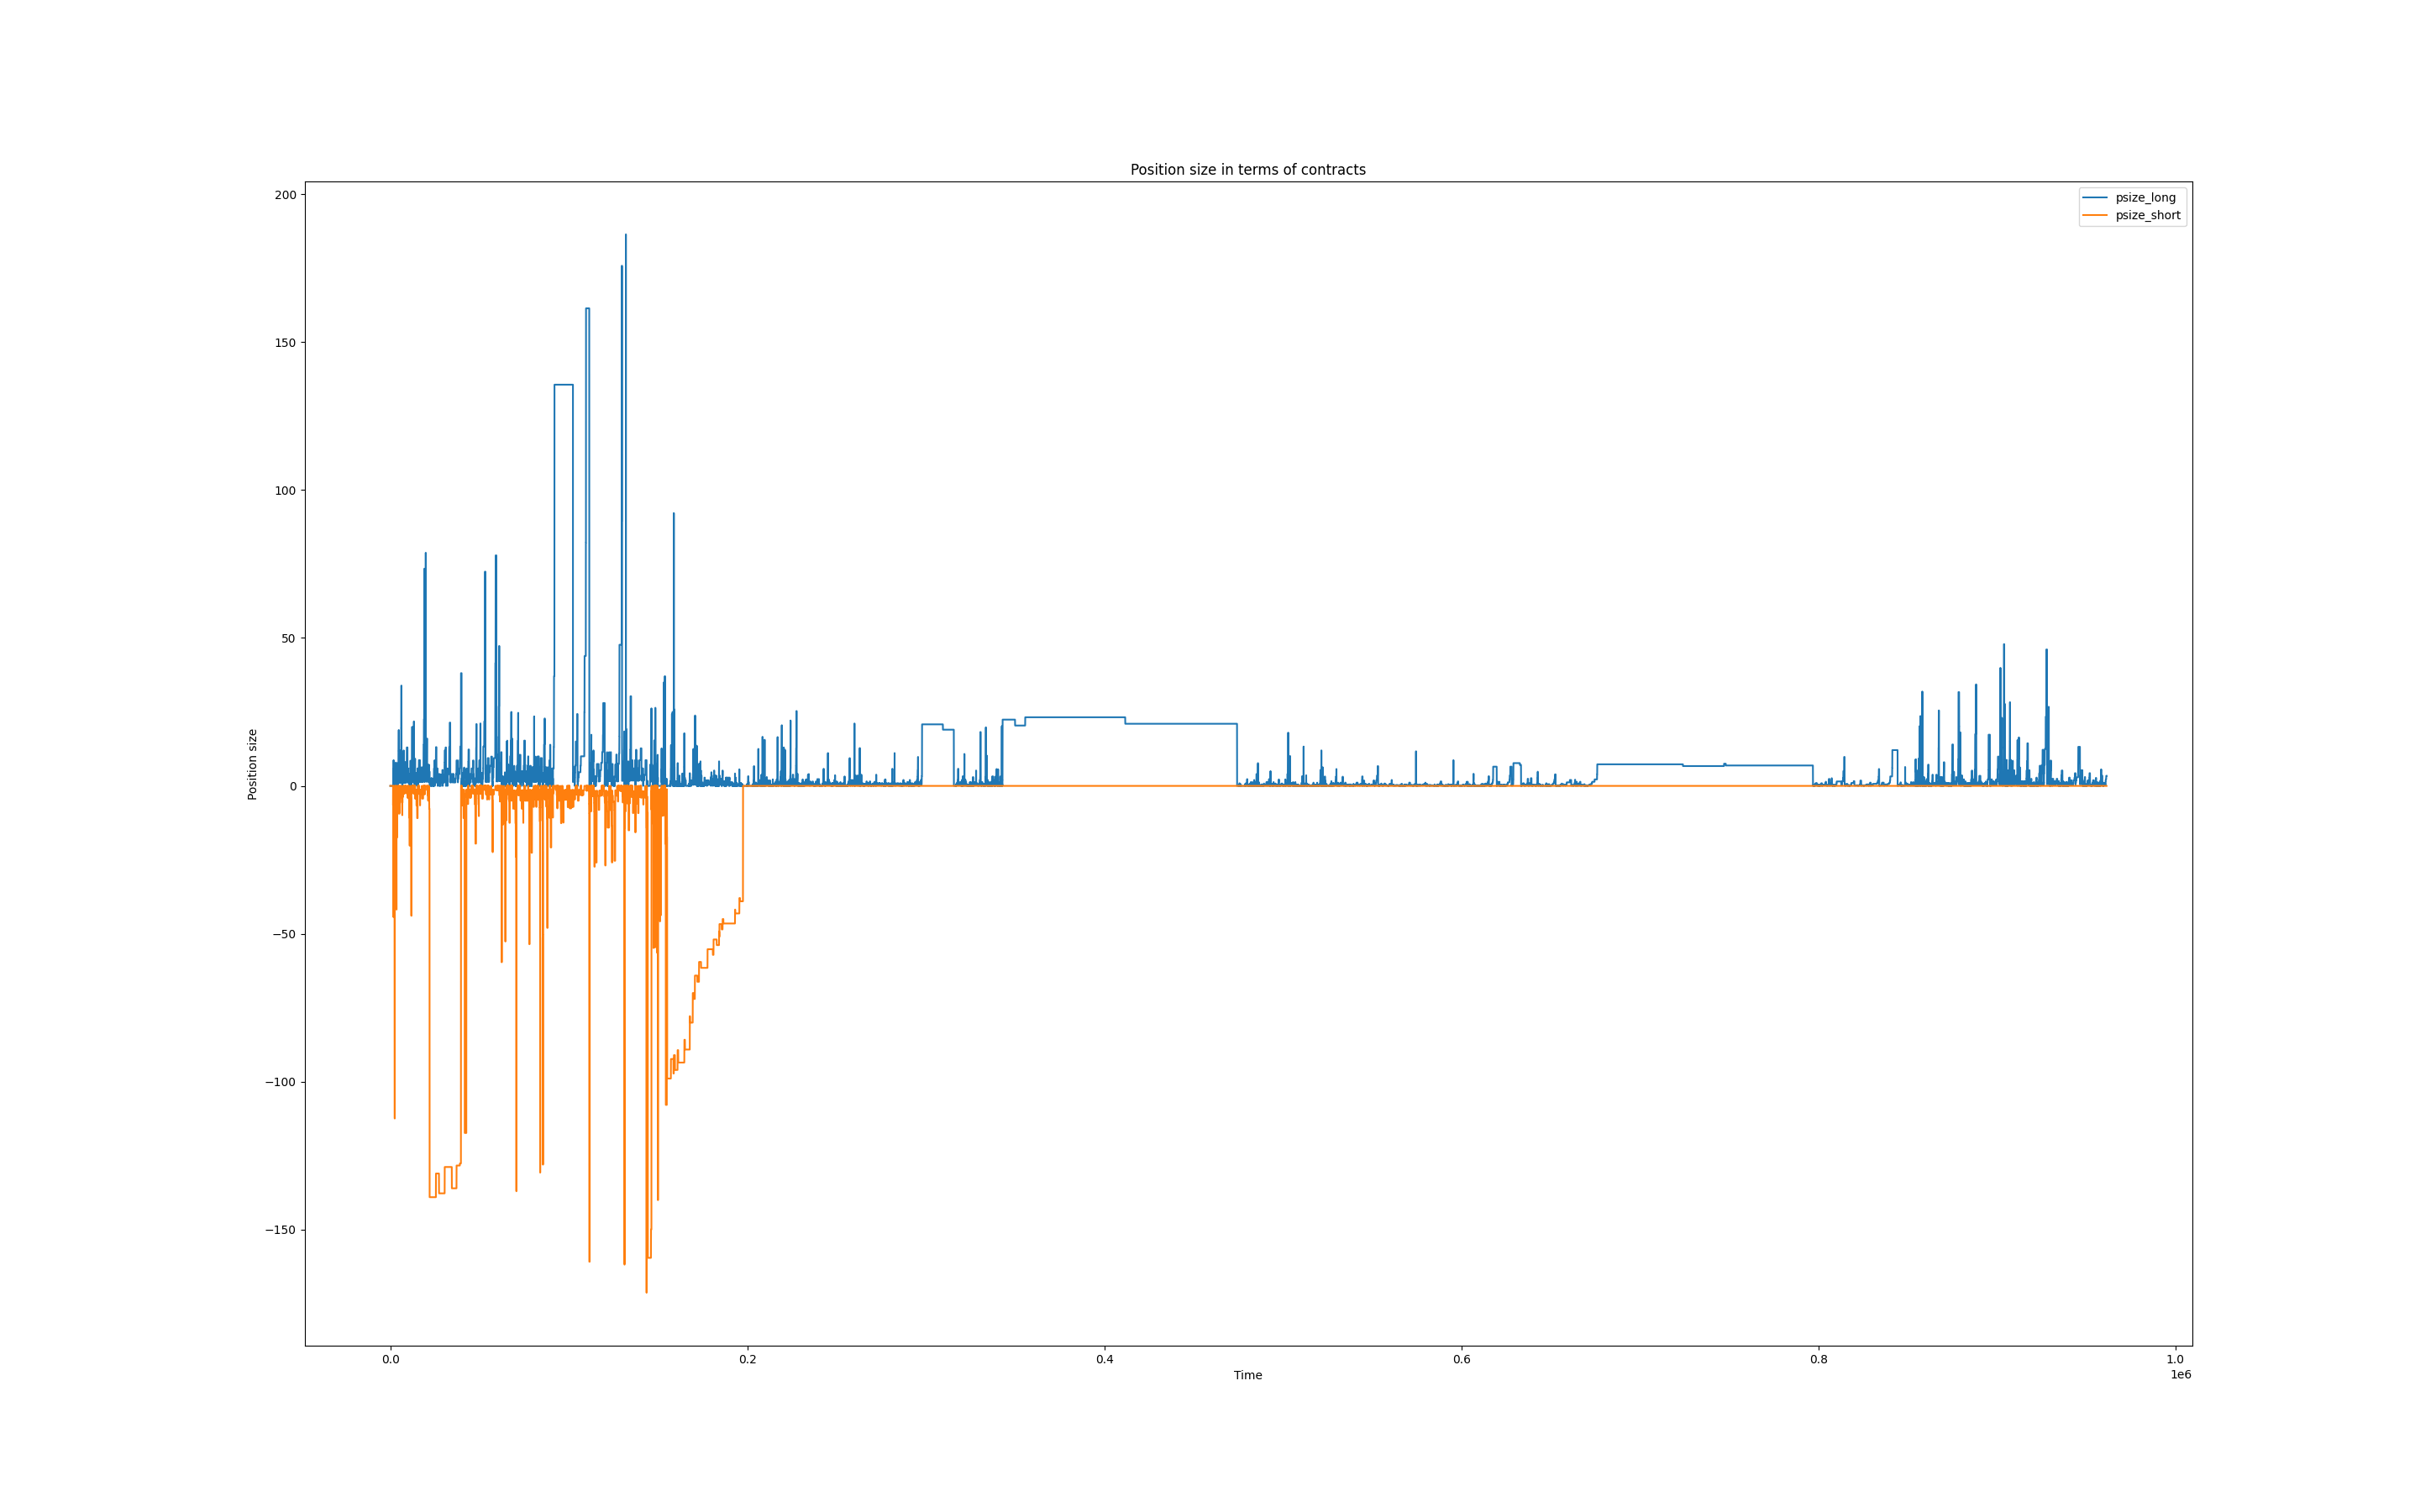 Position size in terms of contracts
psize_long
psize_short
200
150
100
50
0
−50
−100
−150
Position size
0.0
0.2
0.4
0.6
0.8
1.0
1e6
Time